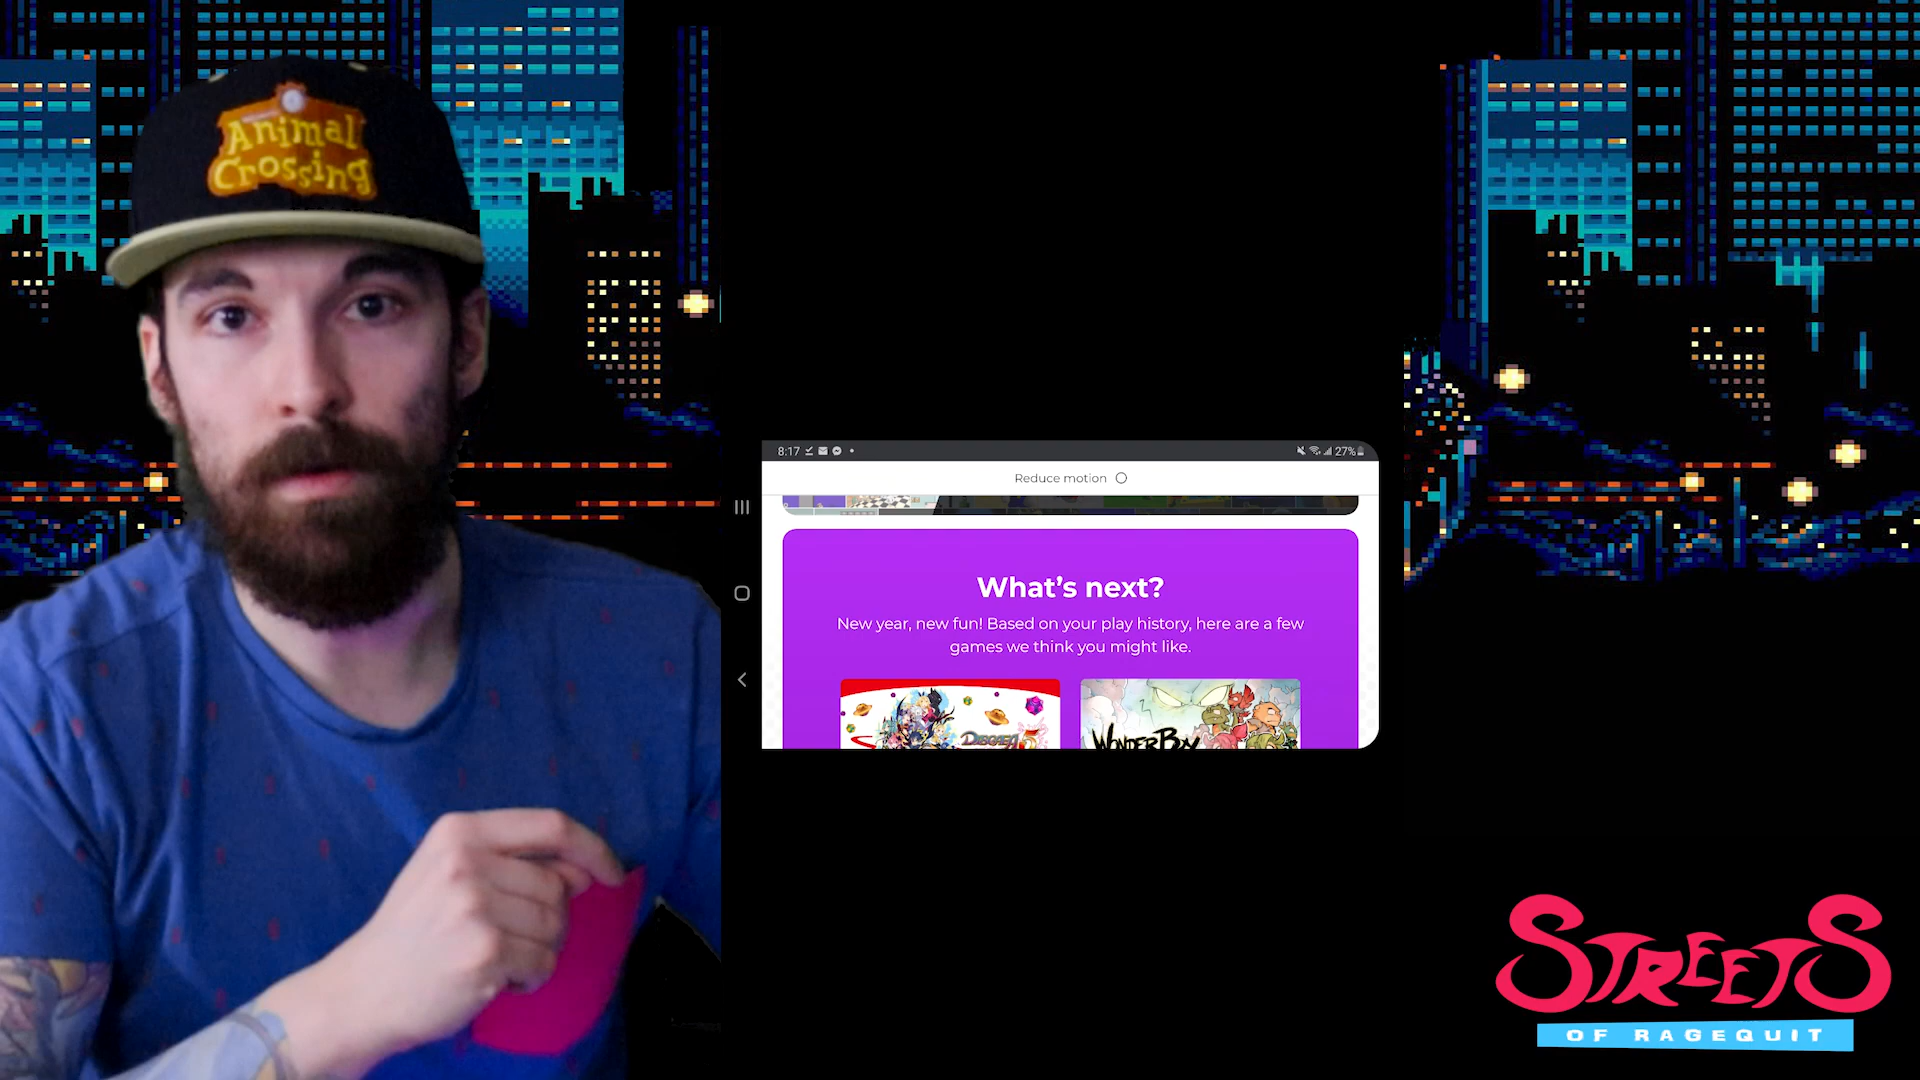 Animal
Crossing
8:17
27%
Reduce motion
What's next?
New year, new fun! Based on your play history, here are a few
games we think you might like.
DISGAEA 5
WONDER BOY
STREETS
OF RAGEQUIT